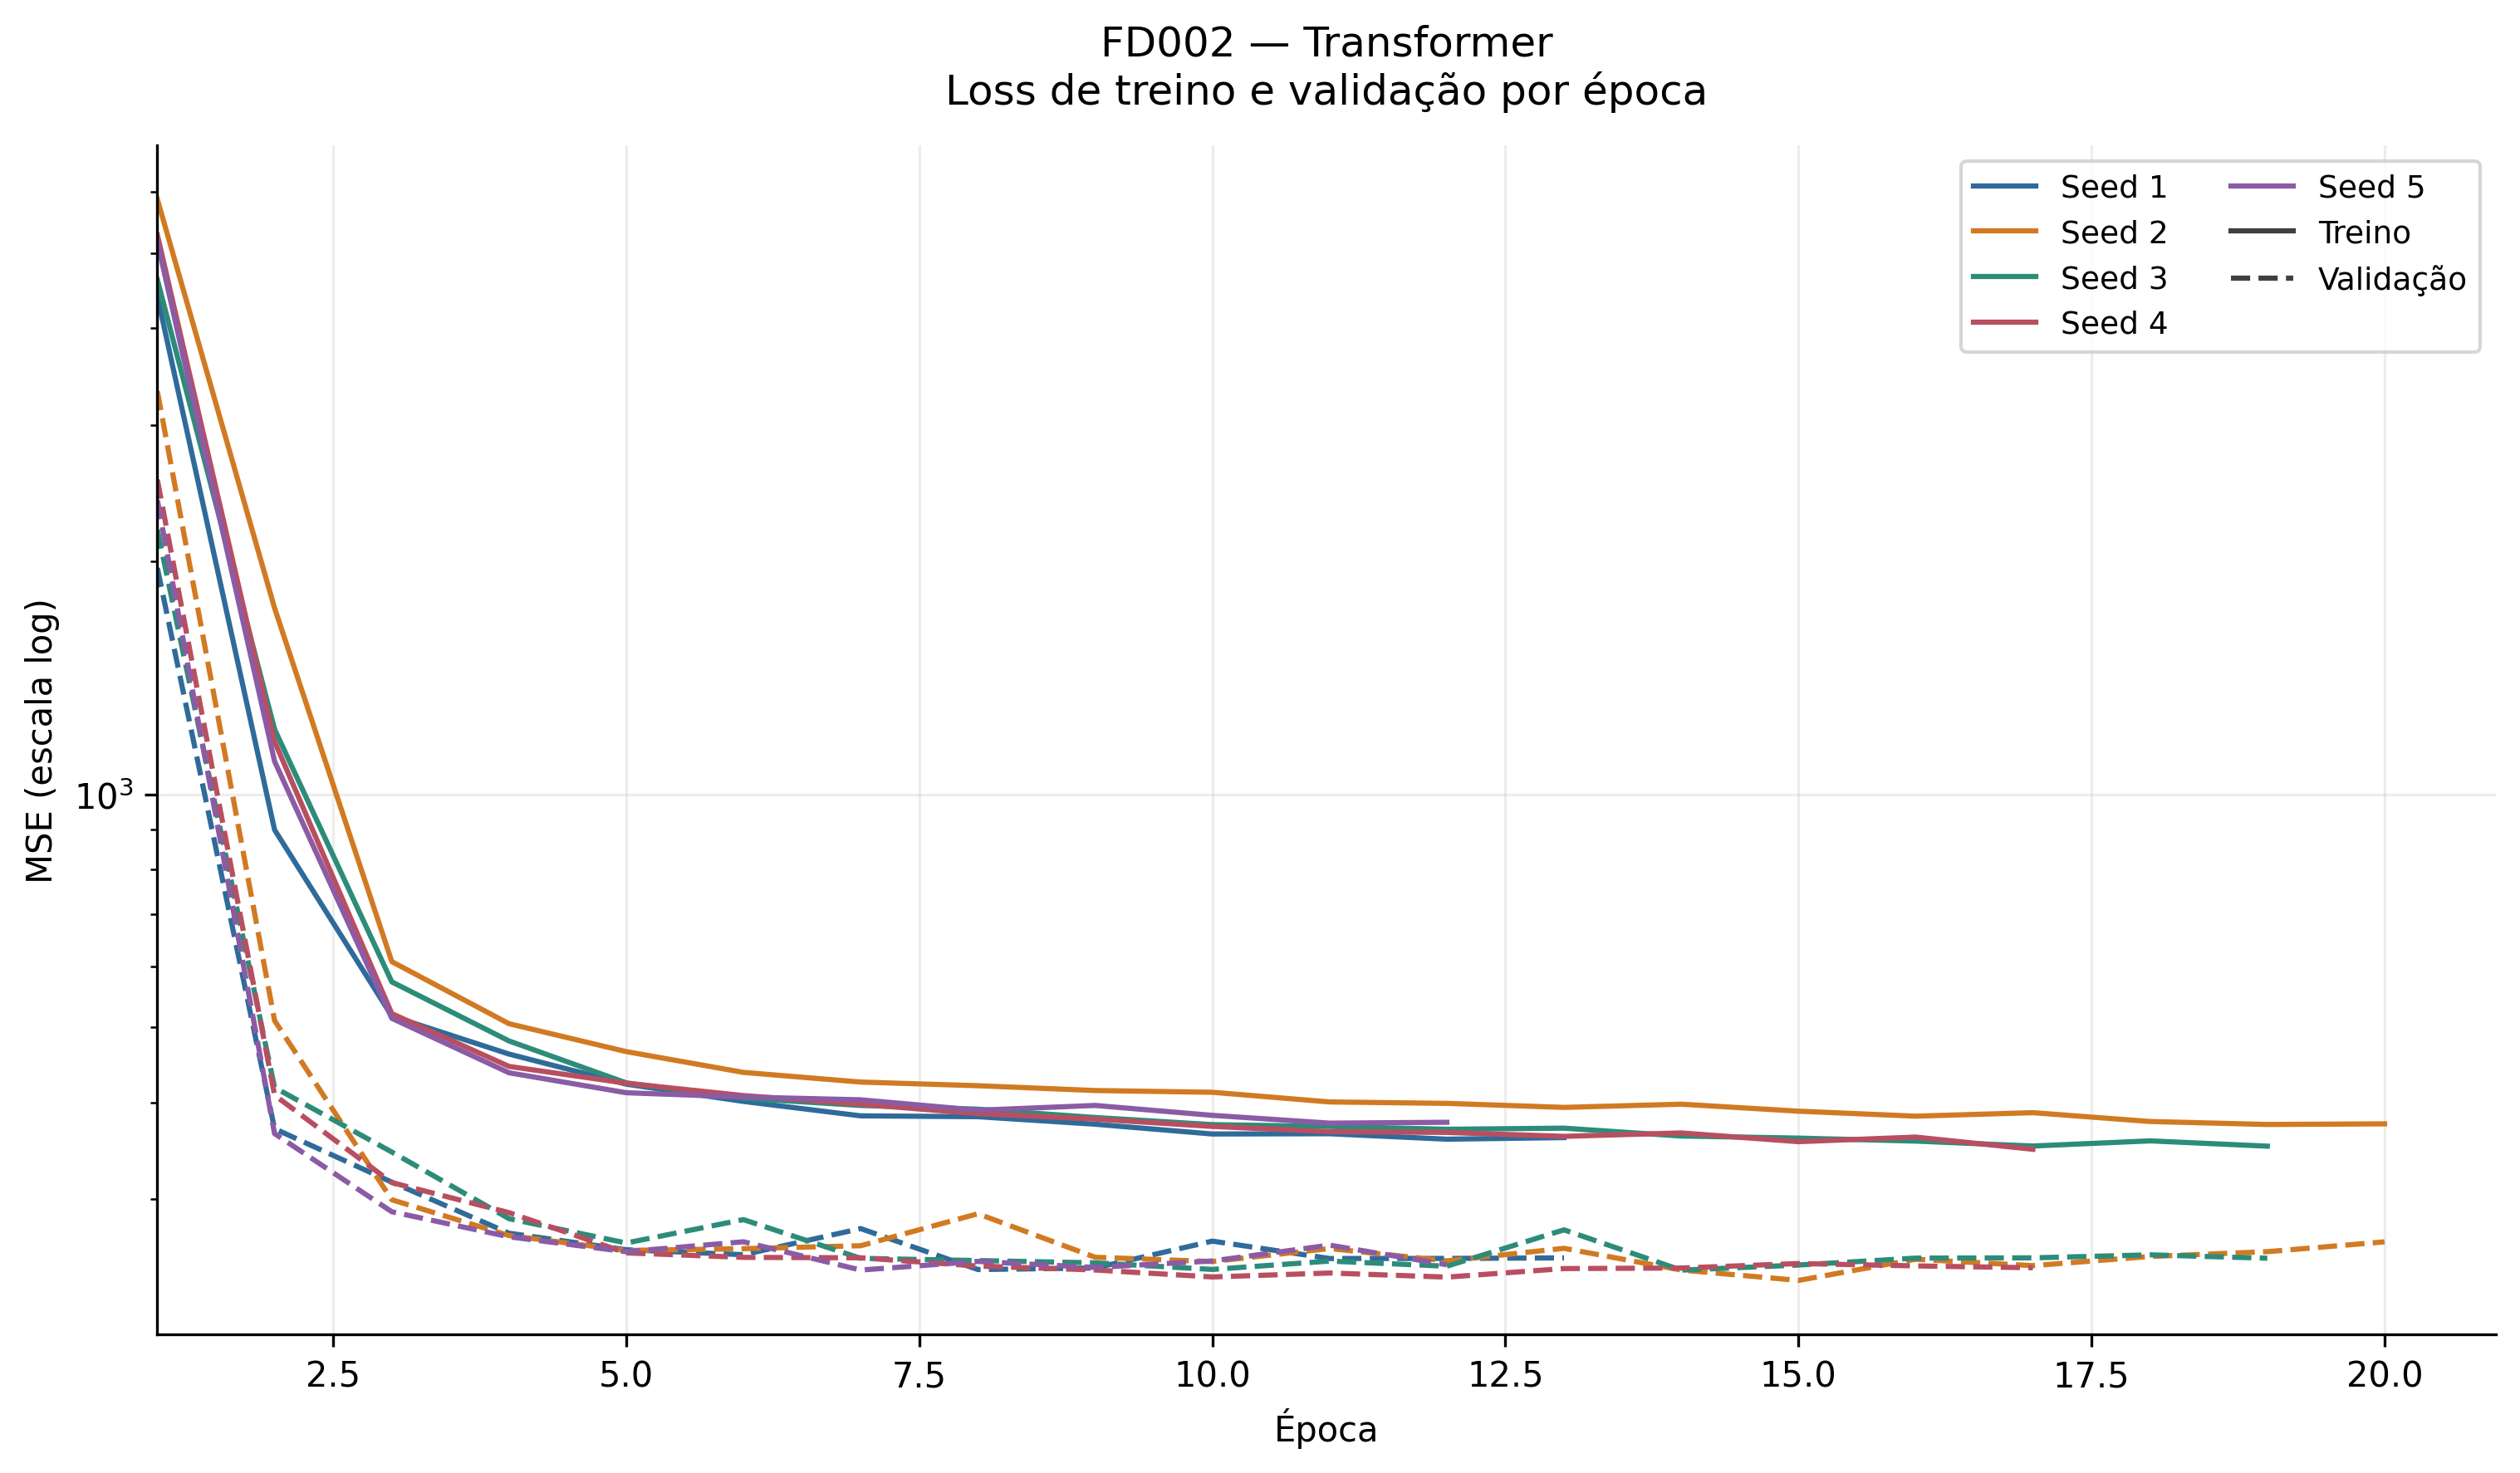 FD002 — Transformer
Loss de treino e validação por época
Seed 1
Seed 2
Seed 3
Seed 4
Seed 5
Treino
Validação
MSE (escala log)
10³
2.5 5.0 7.5 10.0 12.5 15.0 17.5 20.0
Época